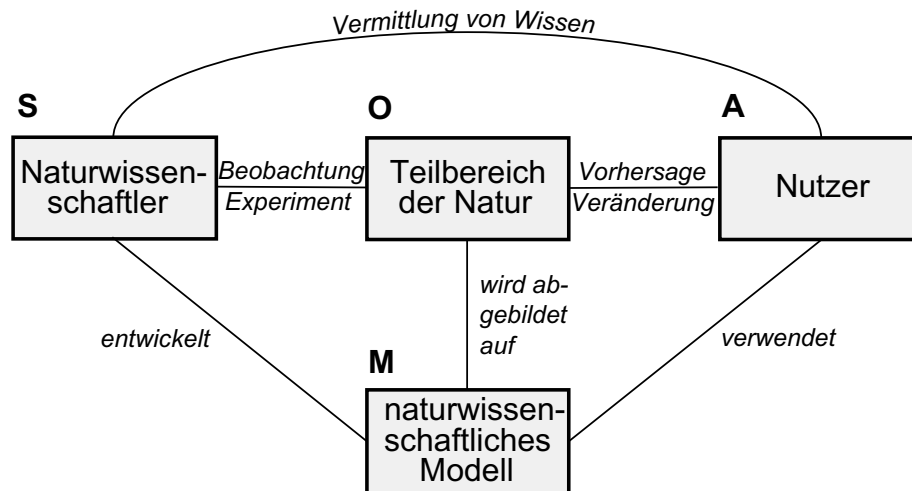 Vermittlung von Wissen
S
O
A
Naturwissen-
schaftler
Beobachtung
Experiment
Teilbereich
der Natur
Vorhersage
Veränderung
Nutzer
entwickelt
wird ab-
gebildet
auf
verwendet
M
naturwissen-
schaftliches
Modell